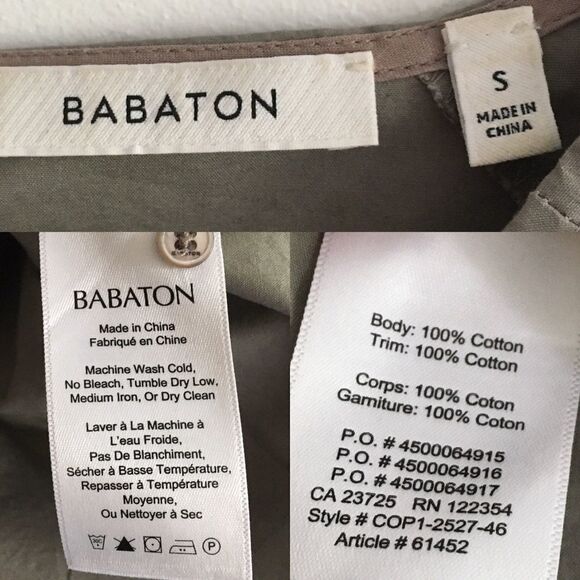 BABATON
S
MADE IN
CHINA
BABATON
BABATON
Made in China
Fabriqué en Chine
Machine Wash Cold,
No Bleach, Tumble Dry Low,
Medium Iron, Or Dry Clean
Laver à La Machine à
L'eau Froide,
Pas De Blanchiment,
Sécher à Basse Température,
Repasser à Température
Moyenne,
Ou Nettoyer à Sec
30C
P
Body: 100% Cotton
Trim: 100% Cotton
Corps: 100% Coton
Garniture: 100% Coton
P.O. # 4500064915
P.O. # 4500064916
P.O. # 4500064917
CA 23725 RN 122354
Style # COP1-2527-46
Article # 61452